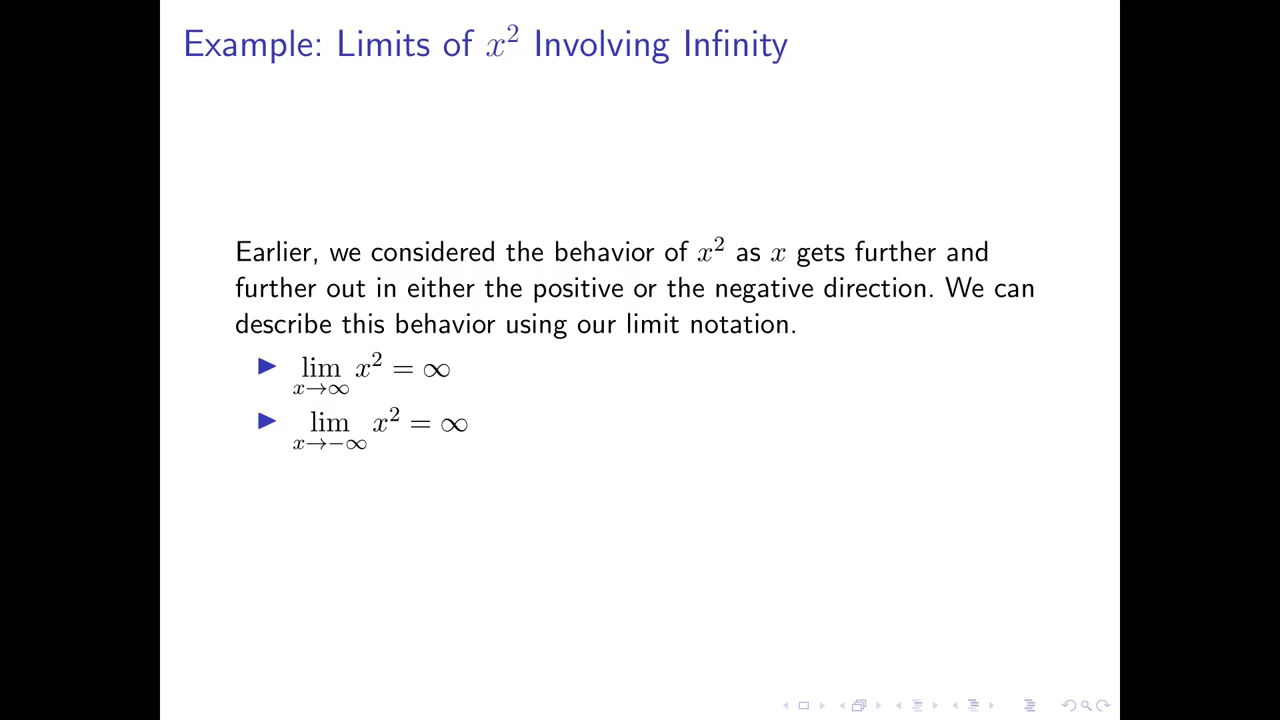 Example: Limits of x² Involving Infinity
Earlier, we considered the behavior of x² as x gets further and
further out in either the positive or the negative direction. We can
describe this behavior using our limit notation.
▶ lim x→∞ x² = ∞
▶ lim x→−∞ x² = ∞